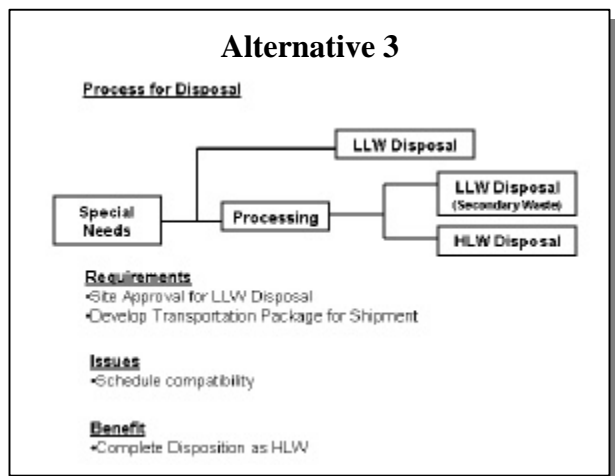 Alternative 3
Process for Disposal
LLW Disposal
Special
Needs
Processing
LLW Disposal
(Secondary Waste)
HLW Disposal
Requirements
•Site Approval for LLW Disposal
•Develop Transportation Package for Shipment
Issues
•Schedule compatibility
Benefit
•Complete Disposition as HLW